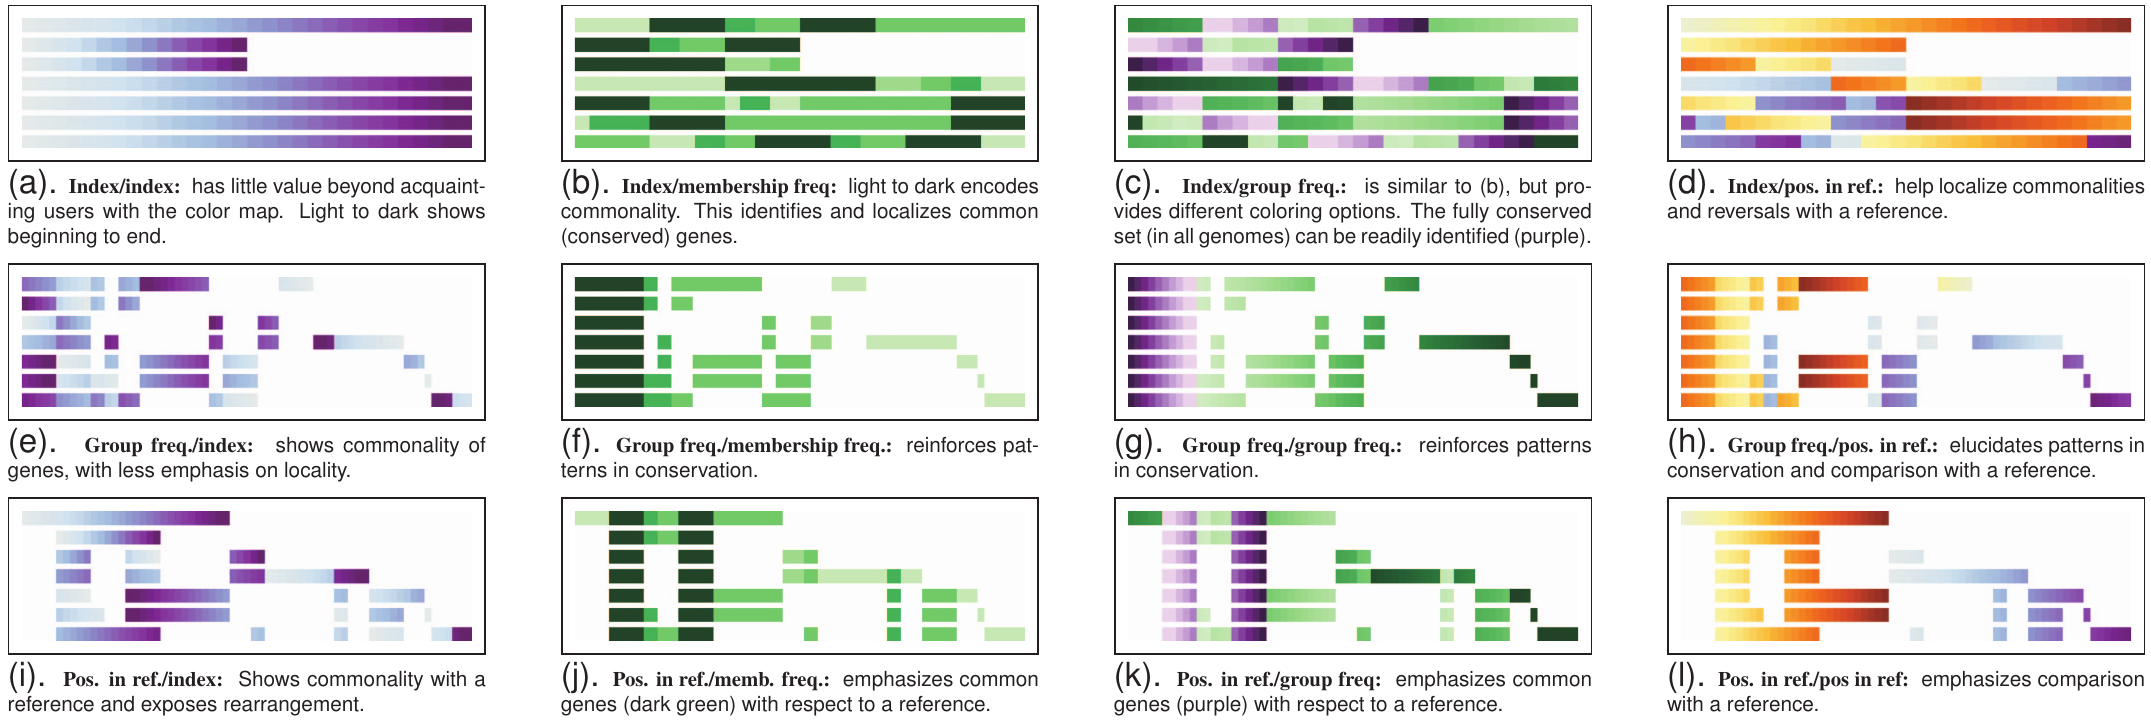 (a). Index/index: has little value beyond acquaint-
ing users with the color map. Light to dark shows
beginning to end.
(b). Index/membership freq: light to dark encodes
commonality. This identifies and localizes common
(conserved) genes.
(c). Index/group freq.: is similar to (b), but pro-
vides different coloring options. The fully conserved
set (in all genomes) can be readily identified (purple).
(d). Index/pos. in ref.: help localize commonalities
and reversals with a reference.
(e). Group freq./index: shows commonality of
genes, with less emphasis on locality.
(f). Group freq./membership freq.: reinforces pat-
terns in conservation.
(g). Group freq./group freq.: reinforces patterns
in conservation.
(h). Group freq./pos. in ref.: elucidates patterns in
conservation and comparison with a reference.
(i). Pos. in ref./index: Shows commonality with a
reference and exposes rearrangement.
(j). Pos. in ref./memb. freq.: emphasizes common
genes (dark green) with respect to a reference.
(k). Pos. in ref./group freq: emphasizes common
genes (purple) with respect to a reference.
(l). Pos. in ref./pos in ref: emphasizes comparison
with a reference.